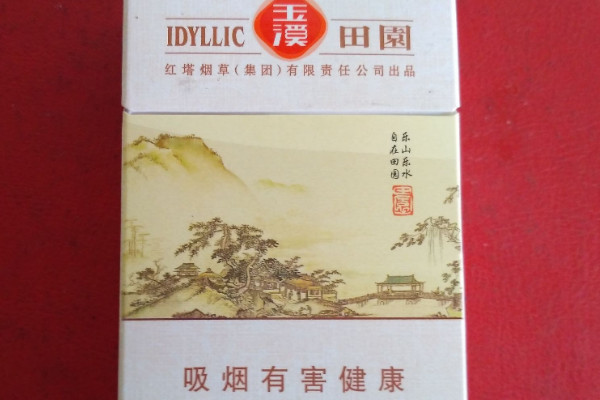 IDYLLIC 玉溪 田園
红塔烟草(集团)有限责任公司出品
乐山乐水
自在田园
吸烟有害健康